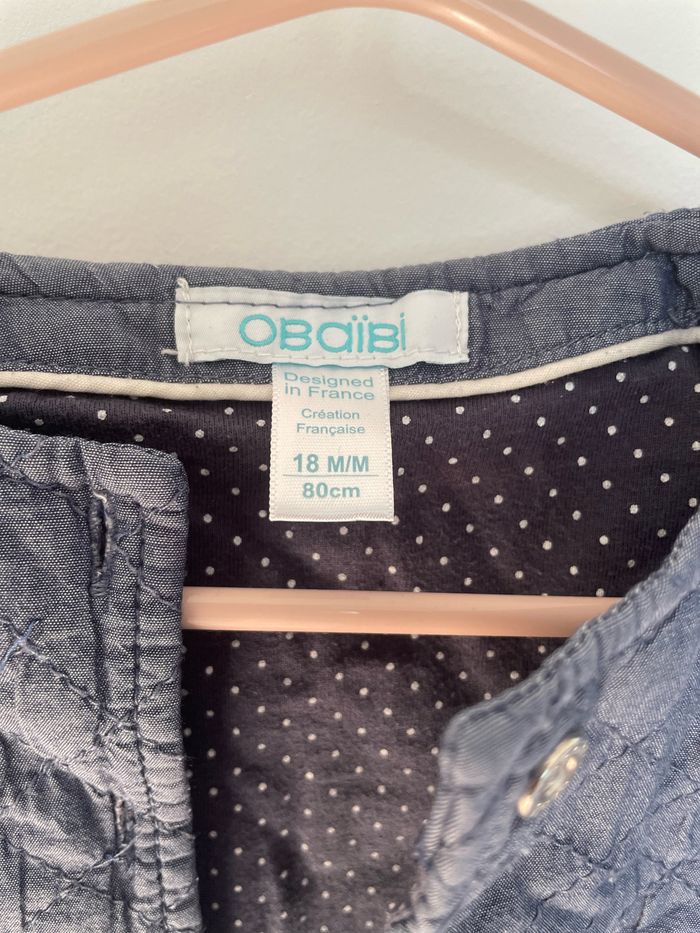 OBaïBi
Designed
in France
Création
Française
18 M/M
80cm